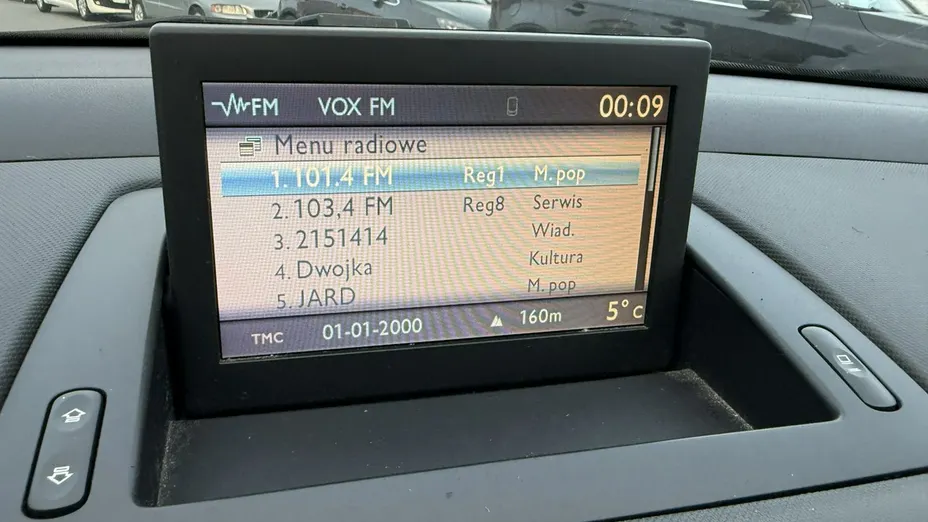 FM VOX FM 00:09
Menu radiowe
1. 101.4 FM Reg1 M.pop
2. 103,4 FM Reg8 Serwis
3. 2151414 Wiad.
4. Dwojka Kultura
5. JARD M.pop
TMC 01-01-2000 160m 5°C